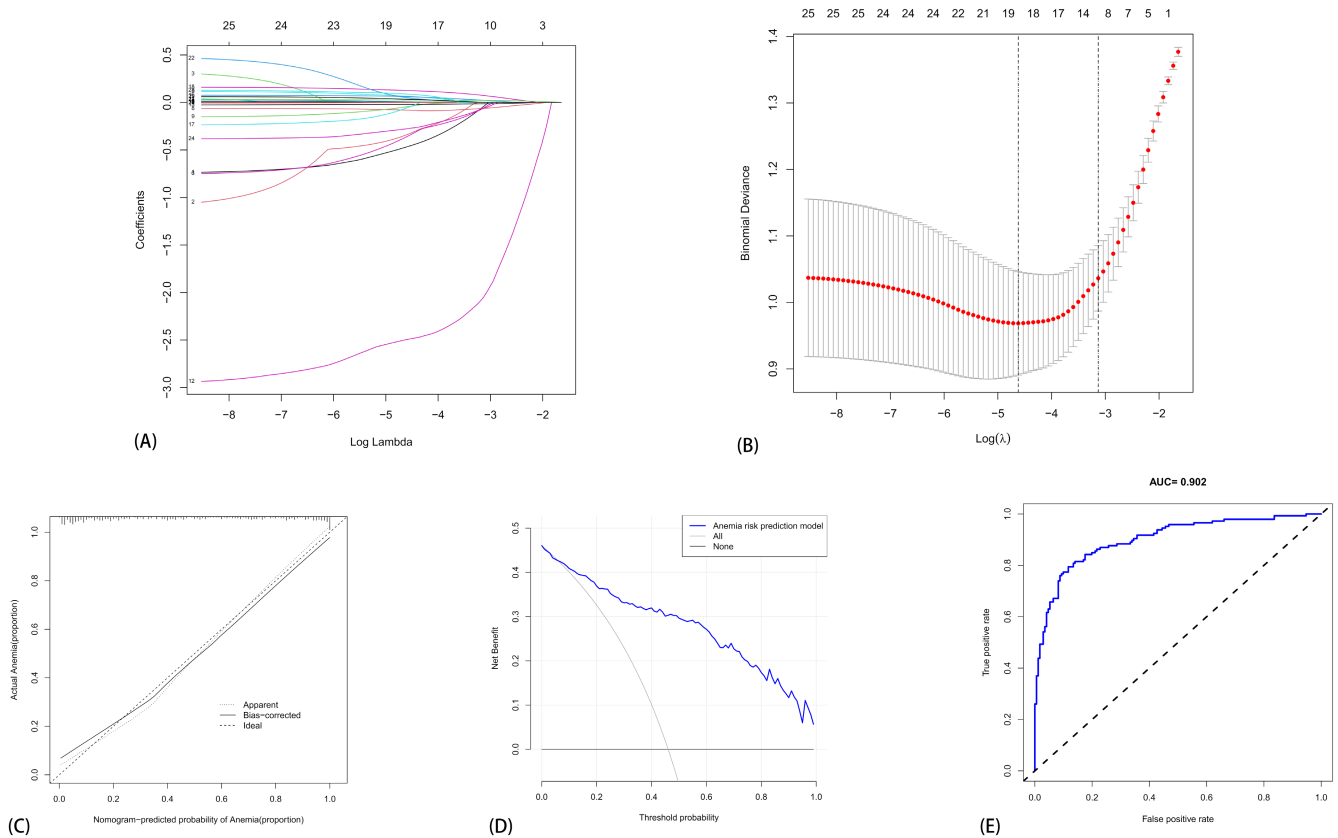 25 24 23 19 17 10 3
0.5
0.0
−0.5
−1.0
−1.5
−2.0
−2.5
−3.0
Coefficients
22
3
9
17
24
2
12
−8 −7 −6 −5 −4 −3 −2
Log Lambda
(A)
25 25 25 24 24 24 22 21 19 18 17 14 8 7 5 1
1.4
1.3
1.2
1.1
1.0
0.9
Binomial Deviance
−8 −7 −6 −5 −4 −3 −2
Log(λ)
(B)
1.0
0.8
0.6
0.4
0.2
0.0
Actual Anemia(proportion)
Apparent
Bias−corrected
Ideal
0.0 0.2 0.4 0.6 0.8 1.0
Nomogram−predicted probability of Anemia(proportion)
(C)
0.5
0.4
0.3
0.2
0.1
0.0
Net Benefit
Anemia risk prediction model
All
None
0.0 0.2 0.4 0.6 0.8 1.0
Threshold probability
(D)
AUC= 0.902
1.0
0.8
0.6
0.4
0.2
0.0
True positive rate
0.0 0.2 0.4 0.6 0.8 1.0
False positive rate
(E)